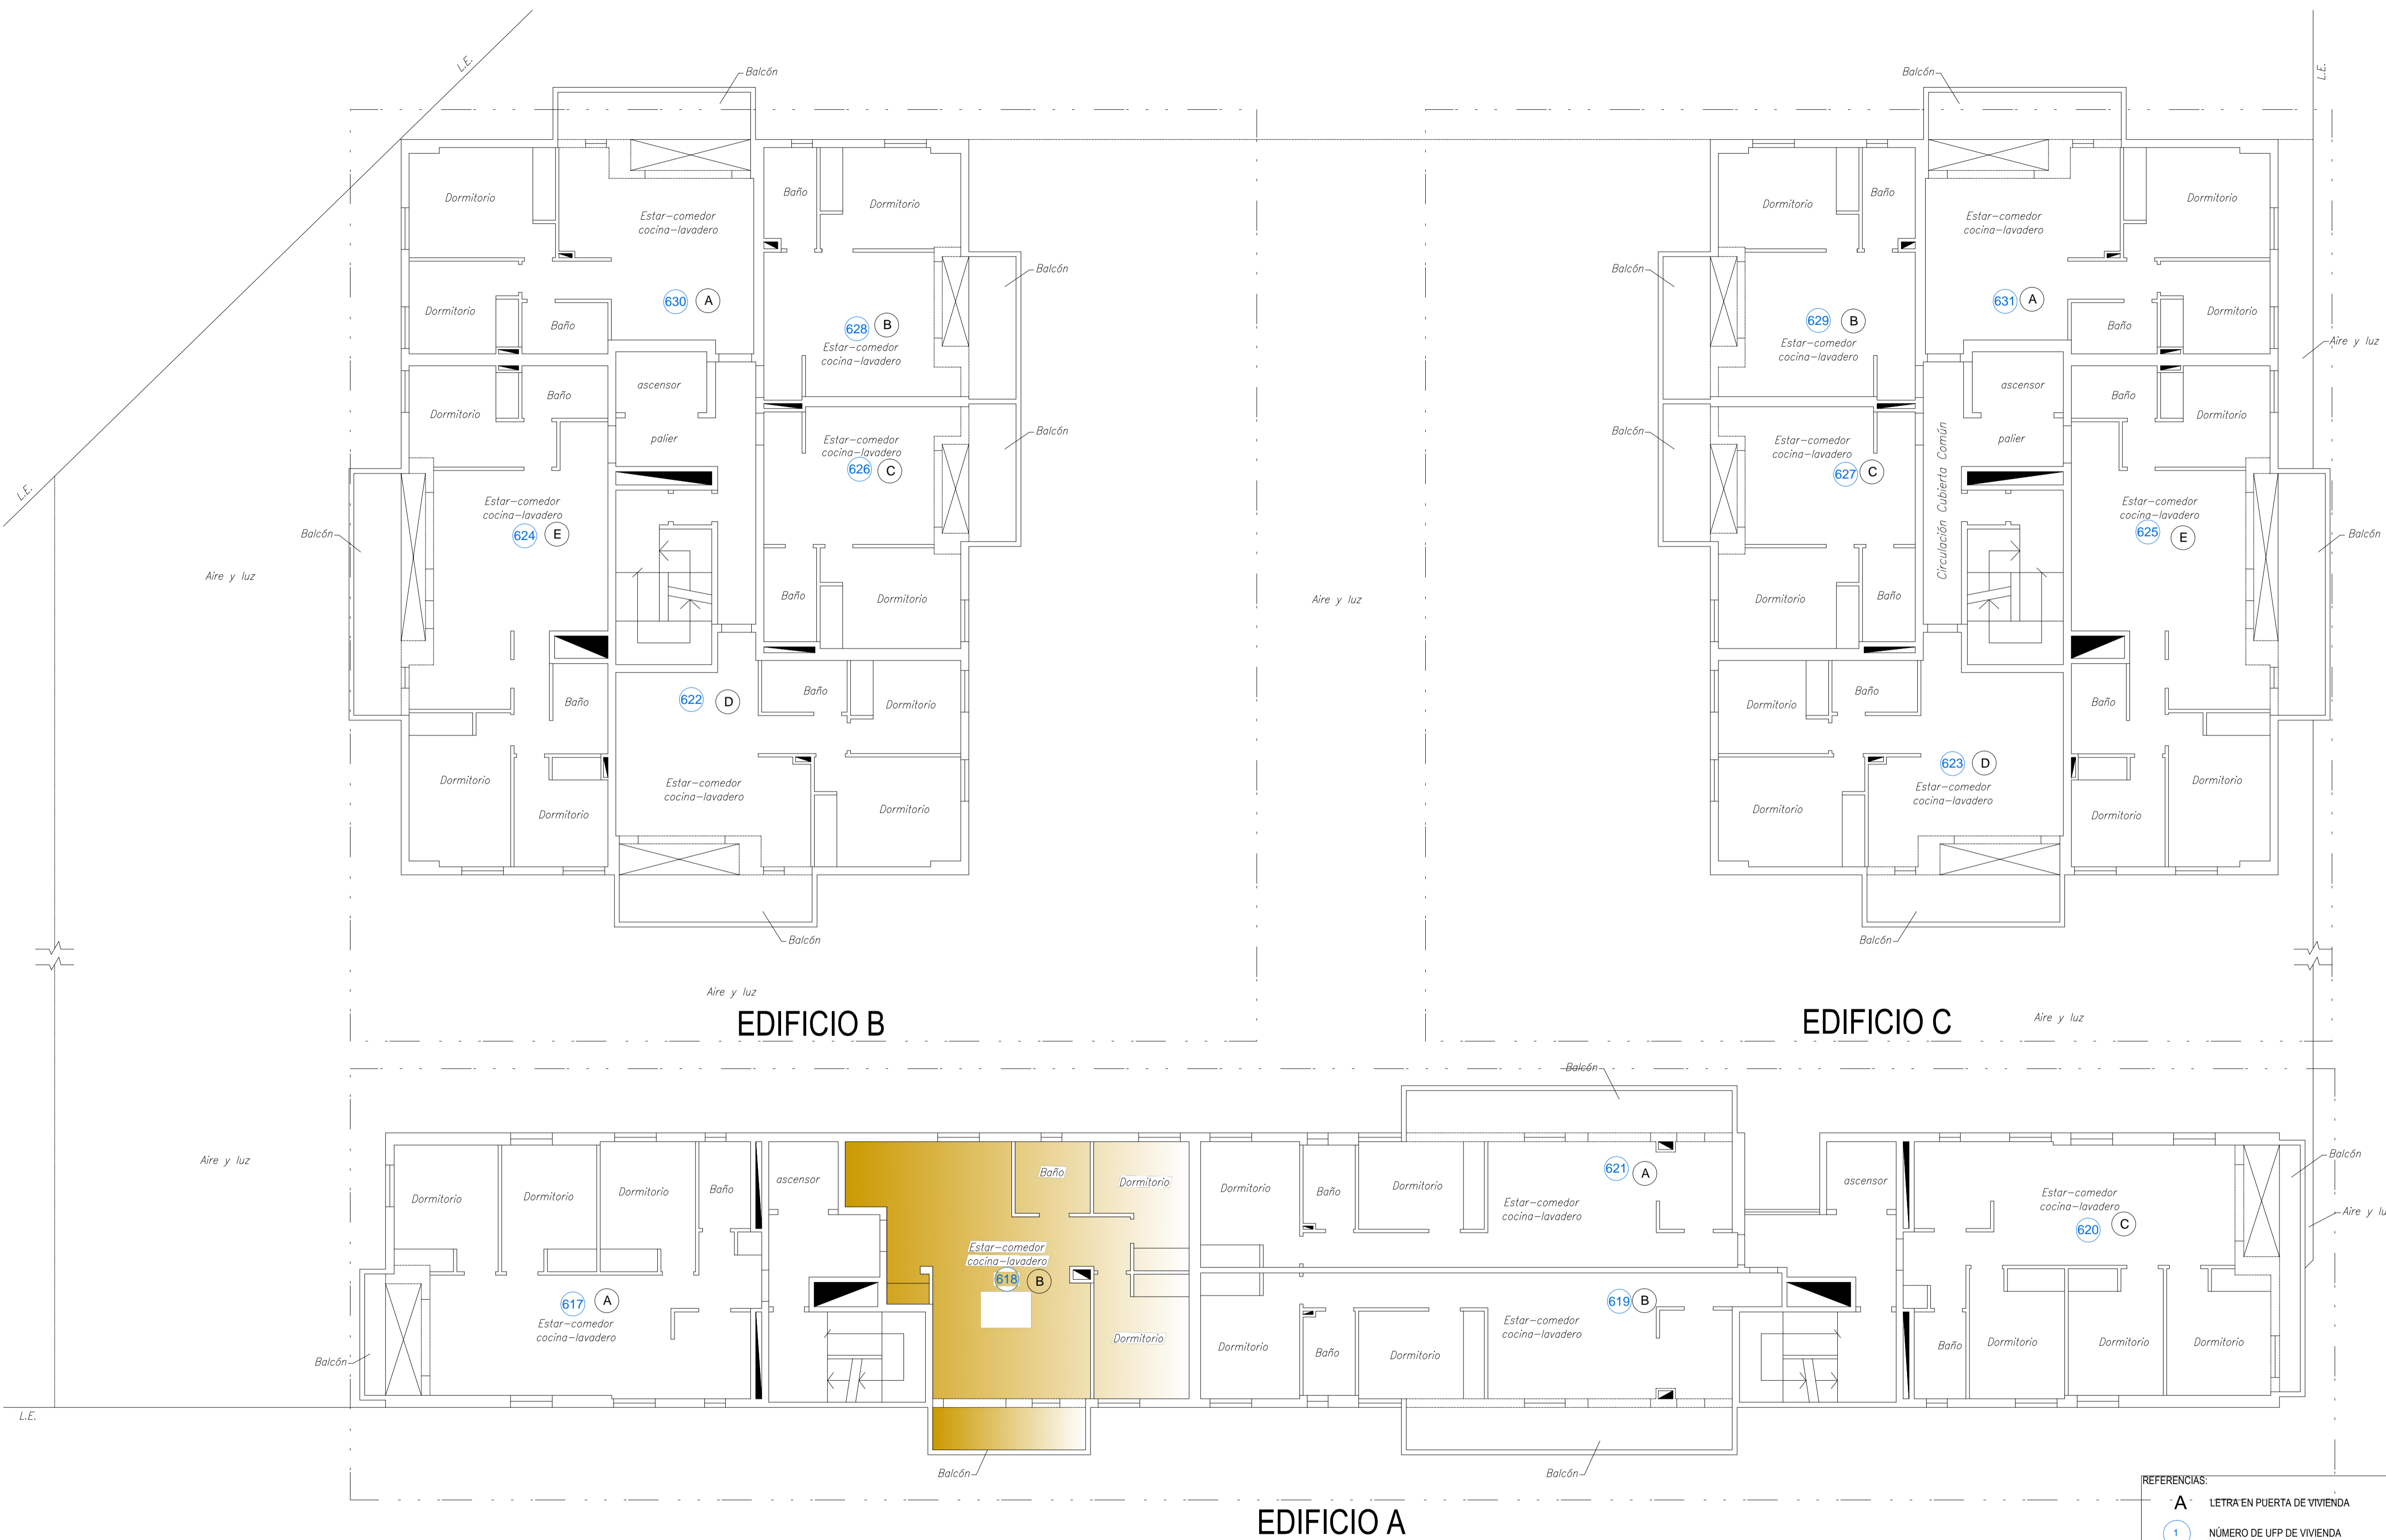 L.E.
L.E.
Balcón
Dormitorio
Estar-comedor
cocina-lavadero
630 A
Dormitorio
Baño
Baño
Dormitorio
Balcón
628 B
Estar-comedor
cocina-lavadero
ascensor
palier
Dormitorio
Baño
Estar-comedor
cocina-lavadero
626 C
Balcón
Estar-comedor
cocina-lavadero
624 E
Balcón
Aire y luz
Baño
Dormitorio
Baño
622 D
Baño
Dormitorio
Dormitorio
Dormitorio
Estar-comedor
cocina-lavadero
Dormitorio
Balcón
Aire y luz
EDIFICIO B
Aire y luz
L.E.
Balcón
Dormitorio
Baño
Estar-comedor
cocina-lavadero
Dormitorio
Balcón
629 B
Estar-comedor
cocina-lavadero
631 A
Baño
Dormitorio
Aire y luz
Balcón
Estar-comedor
cocina-lavadero
627 C
ascensor
palier
Circulación Cubierta Común
Baño
Dormitorio
Estar-comedor
cocina-lavadero
625 E
Balcón
Dormitorio
Baño
Dormitorio
Baño
Baño
623 D
Estar-comedor
cocina-lavadero
Dormitorio
Dormitorio
Dormitorio
Balcón
EDIFICIO C
Aire y luz
Balcón
Aire y luz
Dormitorio
Dormitorio
Dormitorio
Baño
ascensor
Baño
Dormitorio
Estar-comedor
cocina-lavadero
618 B
Dormitorio
617 A
Estar-comedor
cocina-lavadero
Balcón
Balcón
L.E.
Dormitorio
Baño
Dormitorio
621 A
Estar-comedor
cocina-lavadero
619 B
Estar-comedor
cocina-lavadero
Dormitorio
Baño
Dormitorio
Balcón
ascensor
Estar-comedor
cocina-lavadero
620 C
Balcón
Aire y lu
Baño
Dormitorio
Dormitorio
Dormitorio
EDIFICIO A
REFERENCIAS:
A LETRA EN PUERTA DE VIVIENDA
1 NÚMERO DE UFP DE VIVIENDA